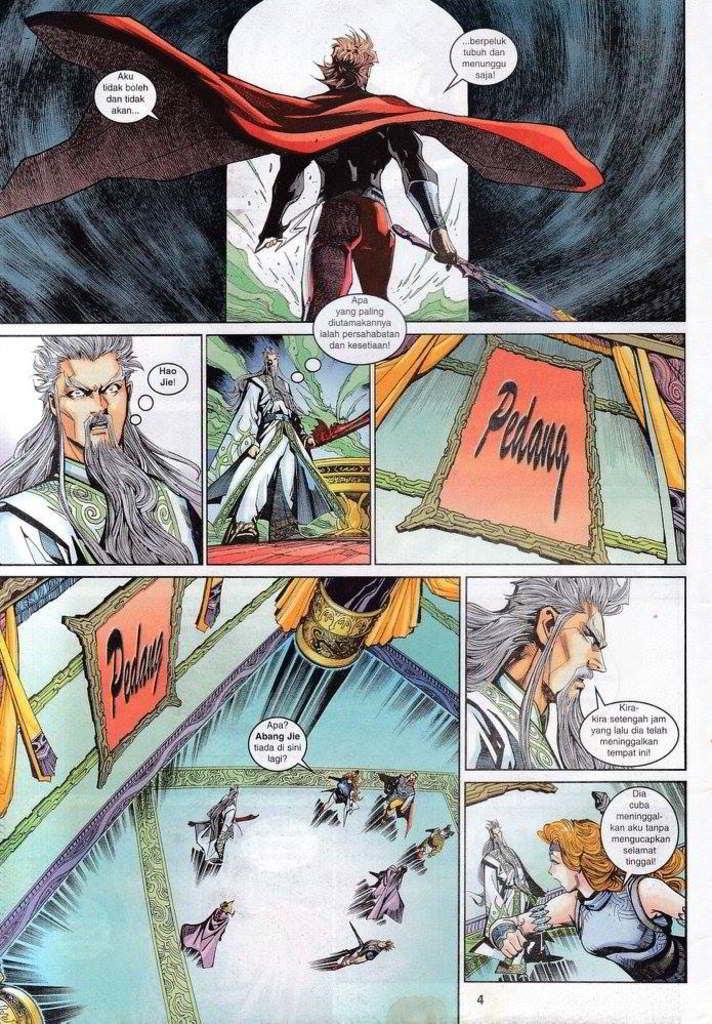 Aku
tidak boleh
dan tidak
akan...
...berpeluk
tubuh dan
menunggu
saja!
Apa
yang paling
diutamakannya
ialah persahabatan
dan kesetiaan!
Hao
Jie!
Pedang
Pedang
Apa?
Abang Jie
tiada di sini
lagi?
Kira-
kira setengah jam
yang lalu dia telah
meninggalkan
tempat ini!
Dia
cuba
meninggal-
kan aku tanpa
mengucapkan
selamat
tinggal!
4